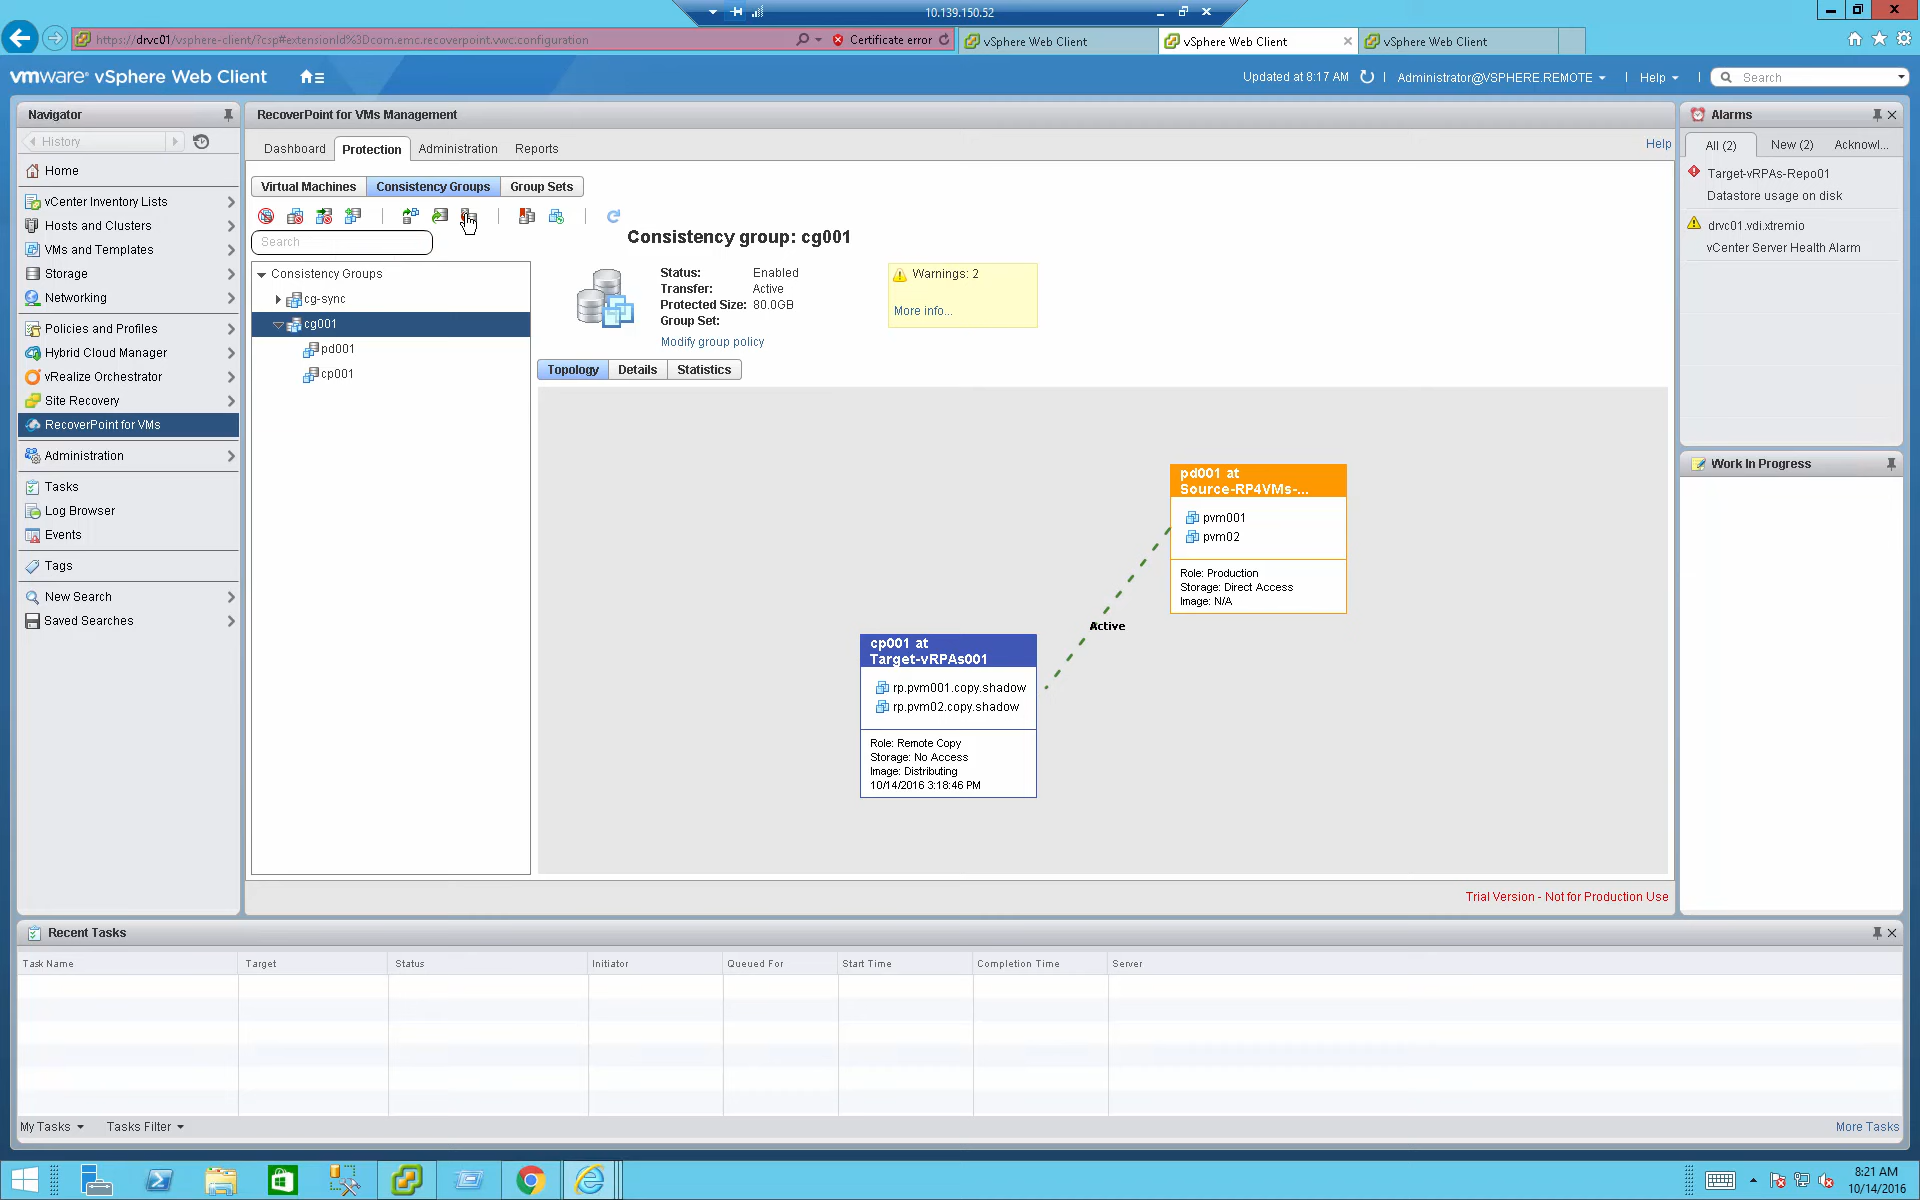 10.139.150.52
https://drvc01/vsphere-client/?csp#extensionId%3Dcom.emc.recoverpoint.vwc.configuration
Certificate error
vSphere Web Client
vSphere Web Client
vSphere Web Client
vmware® vSphere Web Client
Updated at 8:17 AM
Administrator@VSPHERE.REMOTE
Help
Search
Navigator
History
Home
vCenter Inventory Lists
Hosts and Clusters
VMs and Templates
Storage
Networking
Policies and Profiles
Hybrid Cloud Manager
vRealize Orchestrator
Site Recovery
RecoverPoint for VMs
Administration
Tasks
Log Browser
Events
Tags
New Search
Saved Searches
RecoverPoint for VMs Management
Dashboard
Protection
Administration
Reports
Help
Virtual Machines
Consistency Groups
Group Sets
Search
Consistency Groups
cg-sync
cg001
pd001
cp001
Consistency group: cg001
Status: Enabled
Transfer: Active
Protected Size: 80.0GB
Group Set:
Modify group policy
Warnings: 2
More info...
Topology
Details
Statistics
pd001 at
Source-RP4VMs-...
pvm001
pvm02
Role: Production
Storage: Direct Access
Image: N/A
Active
cp001 at
Target-vRPAs001
rp.pvm001.copy.shadow
rp.pvm02.copy.shadow
Role: Remote Copy
Storage: No Access
Image: Distributing
10/14/2016 3:18:46 PM
Trial Version - Not for Production Use
Alarms
All (2)
New (2)
Acknowl...
Target-vRPAs-Repo01
Datastore usage on disk
drvc01.vdi.xtremio
vCenter Server Health Alarm
Work In Progress
Recent Tasks
Task Name
Target
Status
Initiator
Queued For
Start Time
Completion Time
Server
My Tasks
Tasks Filter
More Tasks
8:21 AM
10/14/2016